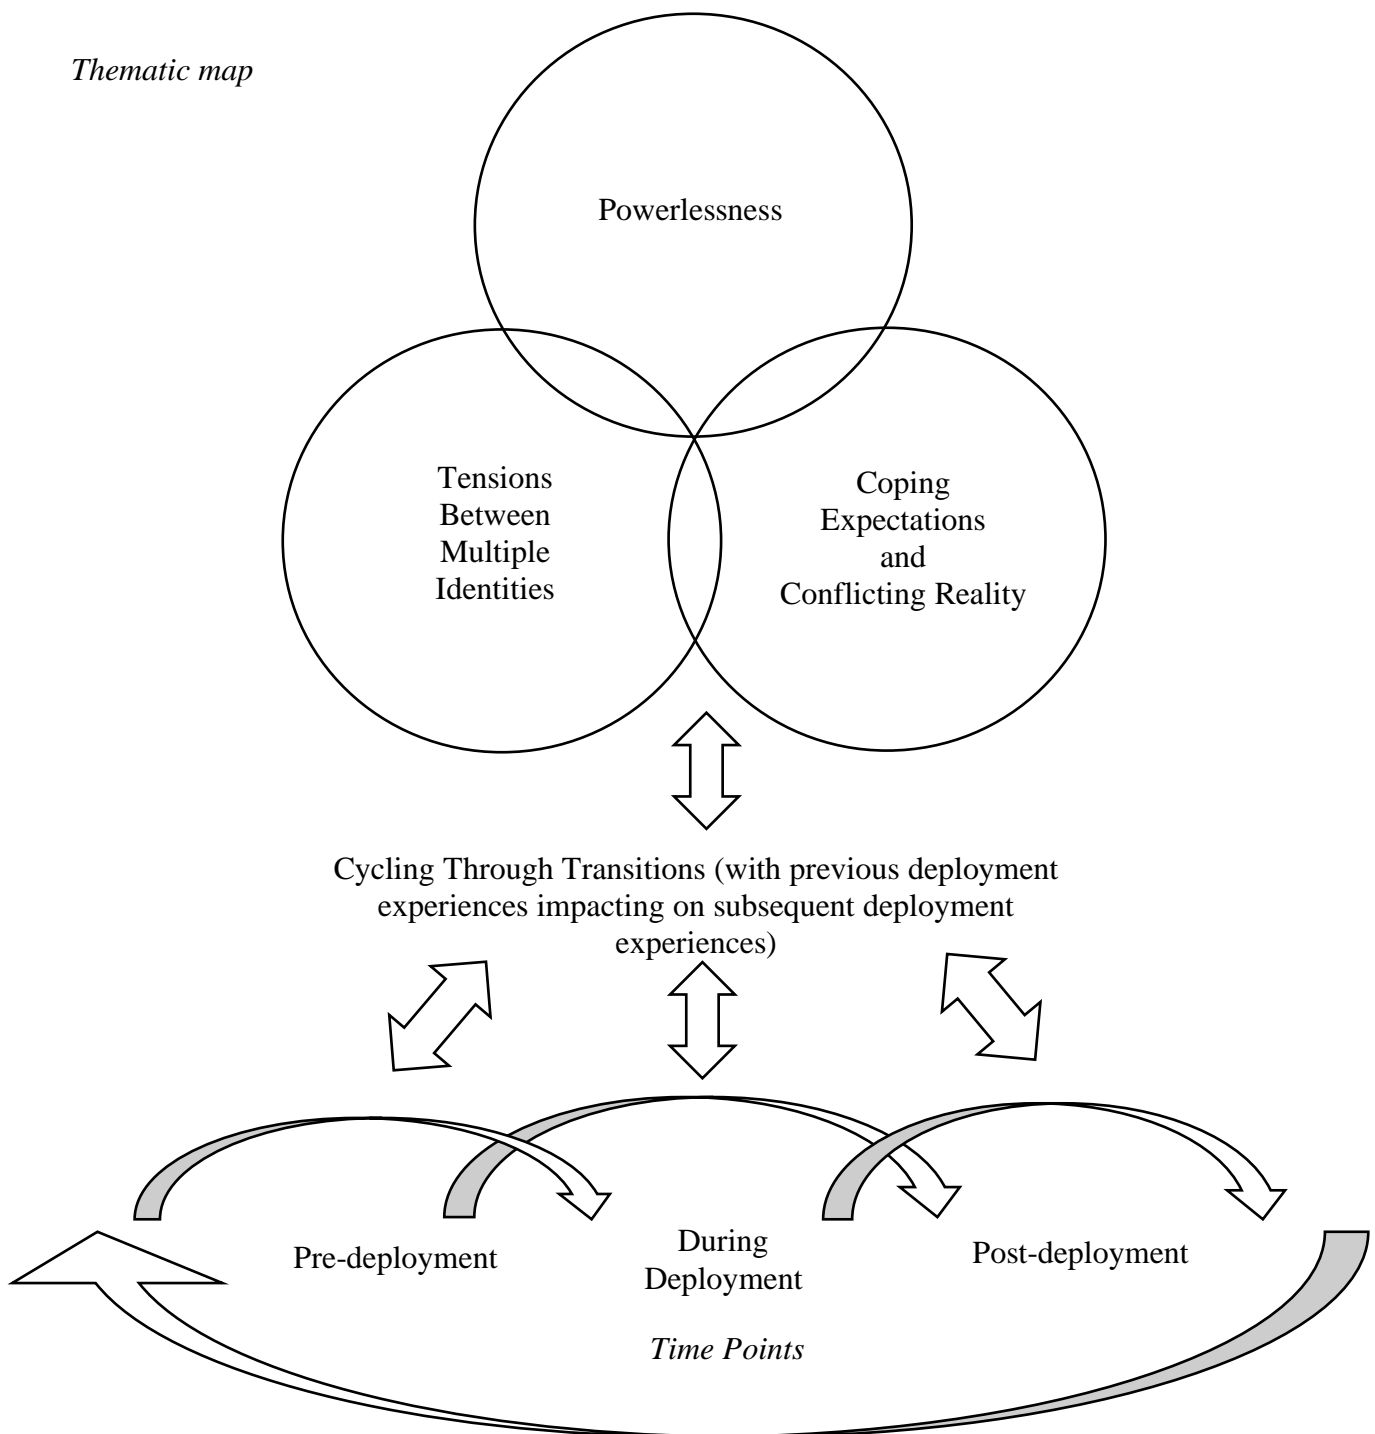 Thematic map
Powerlessness
Tensions
Between
Multiple
Identities
Coping
Expectations
and
Conflicting Reality
Cycling Through Transitions (with previous deployment
experiences impacting on subsequent deployment
experiences)
Pre-deployment
During
Deployment
Post-deployment
Time Points